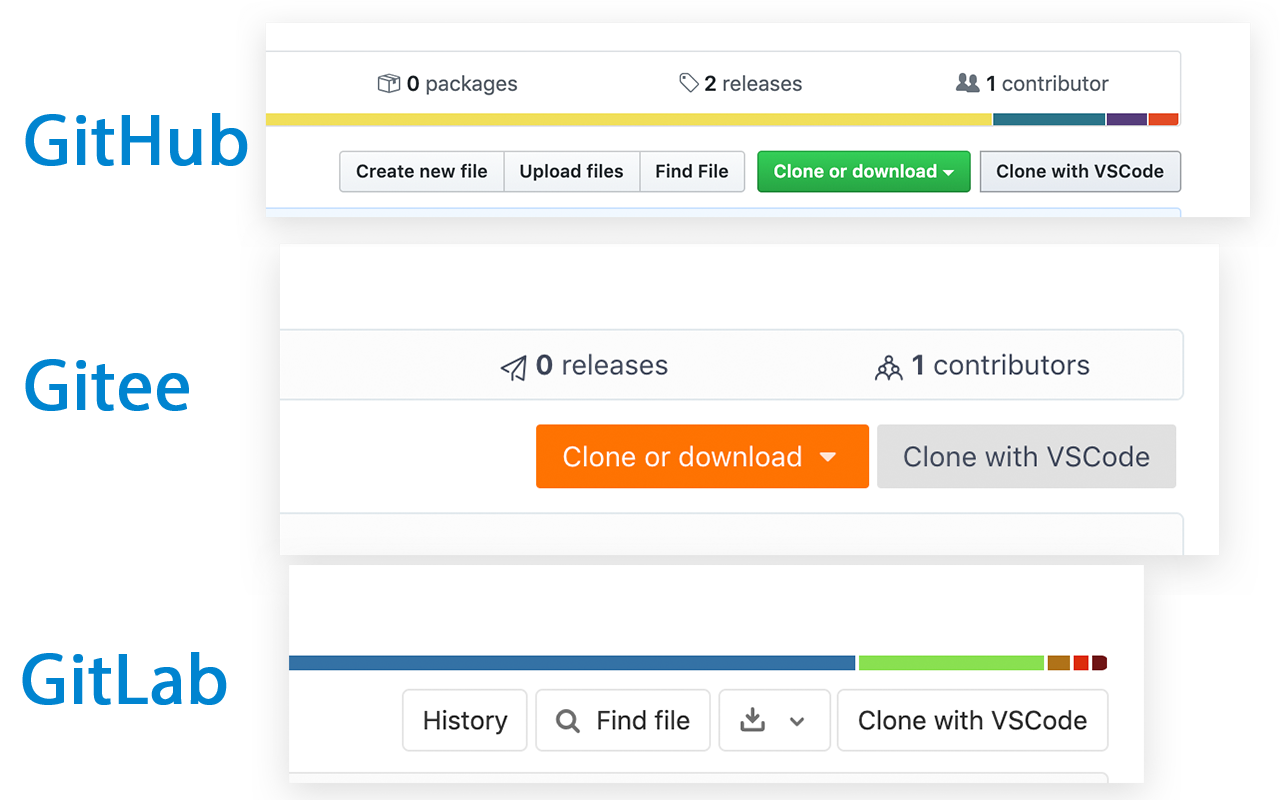 GitHub
0 packages 2 releases 1 contributor
Create new file Upload files Find File Clone or download Clone with VSCode
Gitee
0 releases 1 contributors
Clone or download Clone with VSCode
GitLab
History Find file Clone with VSCode